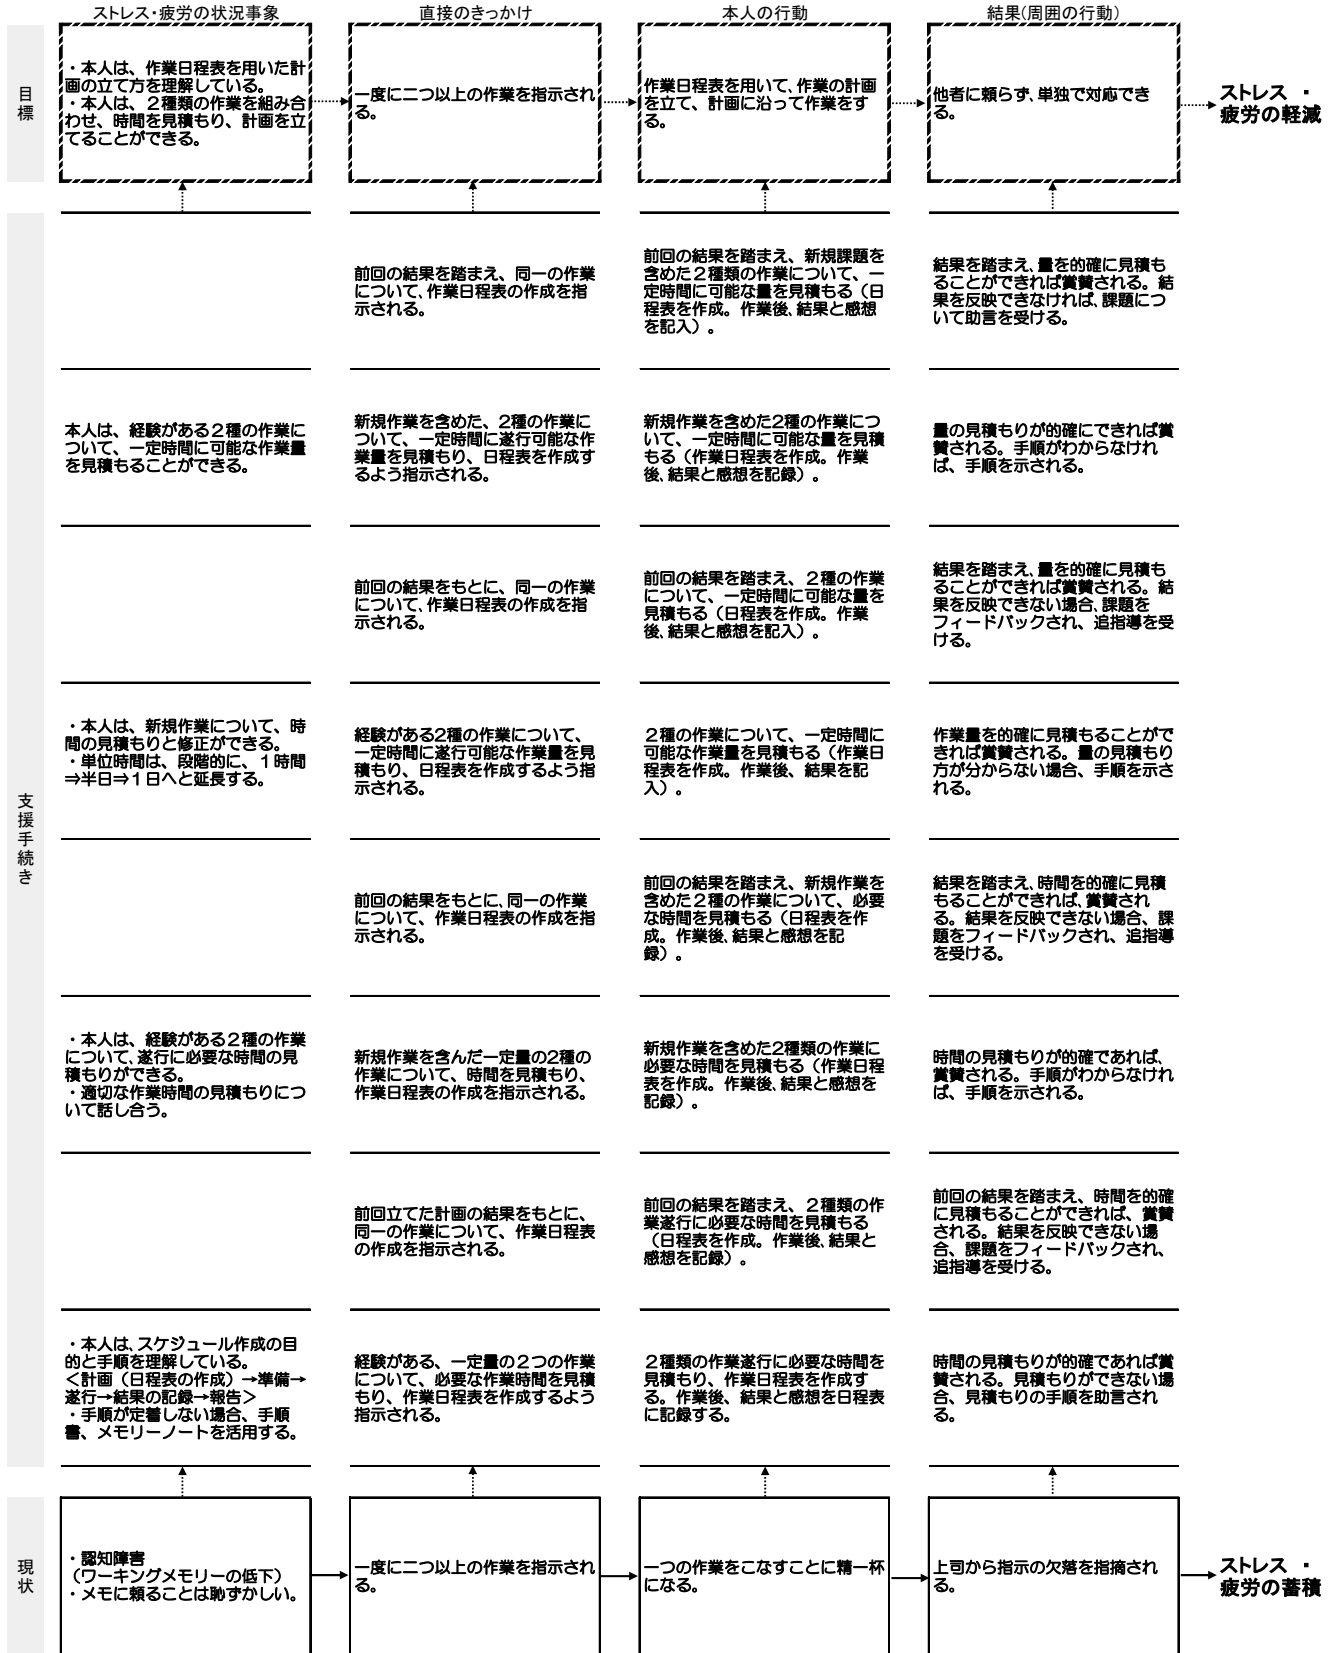 ストレス・疲労の状況事象
直接のきっかけ
本人の行動
結果(周囲の行動)
目標
・本人は、作業日程表を用いた計
画の立て方を理解している。
・本人は、２種類の作業を組み合
わせ、時間を見積もり、計画を立
てることができる。
一度に二つ以上の作業を指示され
る。
作業日程表を用いて、作業の計画
を立て、計画に沿って作業をす
る。
他者に頼らず、単独で対応でき
る。
ストレス ・
疲労の軽減
支援手続き
前回の結果を踏まえ、同一の作業
について、作業日程表の作成を指
示される。
前回の結果を踏まえ、新規課題を
含めた２種類の作業について、一
定時間に可能な量を見積もる（日
程表を作成。作業後、結果と感想
を記入）。
結果を踏まえ、量を的確に見積も
ることができれば賞賛される。結
果を反映できなければ、課題につ
いて助言を受ける。
本人は、経験がある２種の作業に
ついて、一定時間に可能な作業量
を見積もることができる。
新規作業を含めた、2種の作業に
ついて、一定時間に遂行可能な作
業量を見積もり、日程表を作成す
るよう指示される。
新規作業を含めた2種の作業につ
いて、一定時間に可能な量を見積
もる（作業日程表を作成。作業
後、結果と感想を記録）。
量の見積もりが的確にできれば賞
賛される。手順がわからなけれ
ば、手順を示される。
前回の結果をもとに、同一の作業
について、作業日程表の作成を指
示される。
前回の結果を踏まえ、２種の作業
について、一定時間に可能な量を
見積もる（日程表を作成。作業
後、結果と感想を記入）。
結果を踏まえ、量を的確に見積も
ることができれば賞賛される。結
果を反映できない場合、課題を
フィードバックされ、追指導を受
ける。
・本人は、新規作業について、時
間の見積もりと修正ができる。
・単位時間は、段階的に、１時間
⇒半日⇒１日へと延長する。
経験がある2種の作業について、
一定時間に遂行可能な作業量を見
積もり、日程表を作成するよう指
示される。
２種の作業について、一定時間に
可能な作業量を見積もる（作業日
程表を作成。作業後、結果を記
入）。
作業量を的確に見積もることがで
きれば賞賛される。量の見積もり
方が分からない場合、手順を示さ
れる。
前回の結果をもとに、同一の作業
について、作業日程表の作成を指
示される。
前回の結果を踏まえ、新規作業を
含めた２種の作業について、必要
な時間を見積もる（日程表を作
成。作業後、結果と感想を記
録）。
結果を踏まえ、時間を的確に見積
もることができれば、賞賛され
る。結果を反映できない場合、課
題をフィードバックされ、追指導
を受ける。
・本人は、経験がある２種の作業
について、遂行に必要な時間の見
積もりができる。
・適切な作業時間の見積もりにつ
いて話し合う。
新規作業を含んだ一定量の2種の
作業について、時間を見積もり、
作業日程表の作成を指示される。
新規作業を含めた2種類の作業に
必要な時間を見積もる（作業日程
表を作成。作業後、結果と感想を
記録）。
時間の見積もりが的確であれば、
賞賛される。手順がわからなけれ
ば、手順を示される。
前回立てた計画の結果をもとに、
同一の作業について、作業日程表
の作成を指示される。
前回の結果を踏まえ、２種類の作
業遂行に必要な時間を見積もる
（日程表を作成。作業後、結果と
感想を記録）。
前回の結果を踏まえ、時間を的確
に見積もることができれば、賞賛
される。結果を反映できない場
合、課題をフィードバックされ、
追指導を受ける。
・本人は、スケジュール作成の目
的と手順を理解している。
＜計画（日程表の作成）→準備→
遂行→結果の記録→報告＞
・手順が定着しない場合、手順
書、メモリーノートを活用する。
経験がある、一定量の２つの作業
について、必要な作業時間を見積
もり、作業日程表を作成するよう
指示される。
２種類の作業遂行に必要な時間を
見積もり、作業日程表を作成す
る。作業後、結果と感想を日程表
に記録する。
時間の見積もりが的確であれば賞
賛される。見積もりができない場
合、見積もりの手順を助言され
る。
現状
・認知障害
（ワーキングメモリーの低下）
・メモに頼ることは恥ずかしい。
一度に二つ以上の作業を指示され
る。
一つの作業をこなすことに精一杯
になる。
上司から指示の欠落を指摘され
る。
ストレス ・
疲労の蓄積